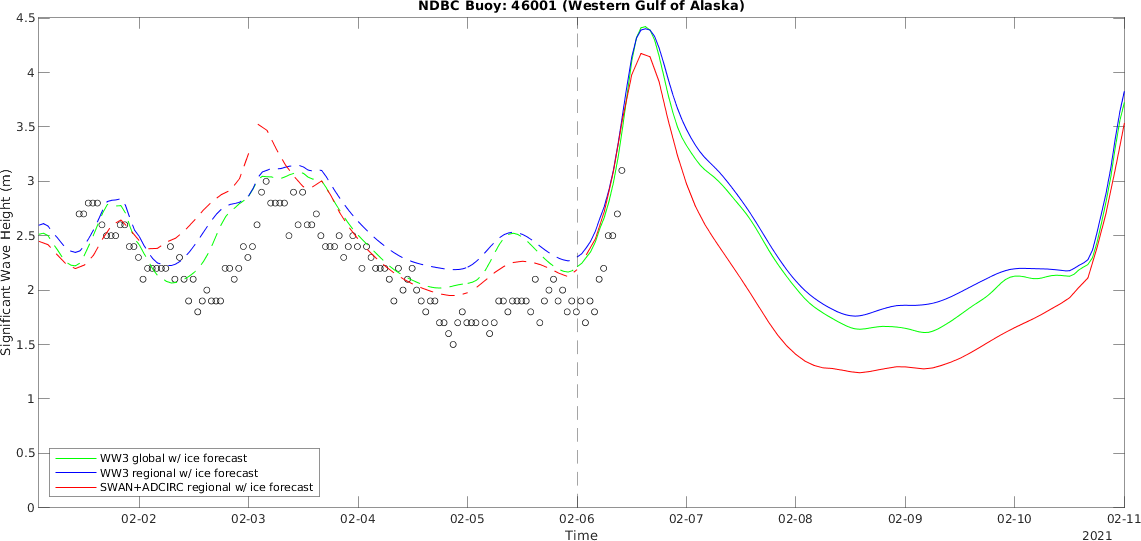 NDBC Buoy: 46001 (Western Gulf of Alaska)
4.5
4
3.5
3
2.5
2
1.5
1
0.5
0
Significant Wave Height (m)
WW3 global w/ ice forecast
WW3 regional w/ ice forecast
SWAN+ADCIRC regional w/ ice forecast
02-02 02-03 02-04 02-05 02-06 02-07 02-08 02-09 02-10 02-11
Time
2021